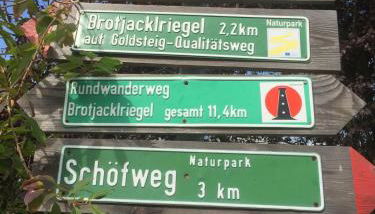 Brotjacklriegel 2,2km
auf Goldsteig-Qualitätsweg
Naturpark
Rundwanderweg
Brotjacklriegel gesamt 11,4km
Naturpark
Schöfweg 3 km